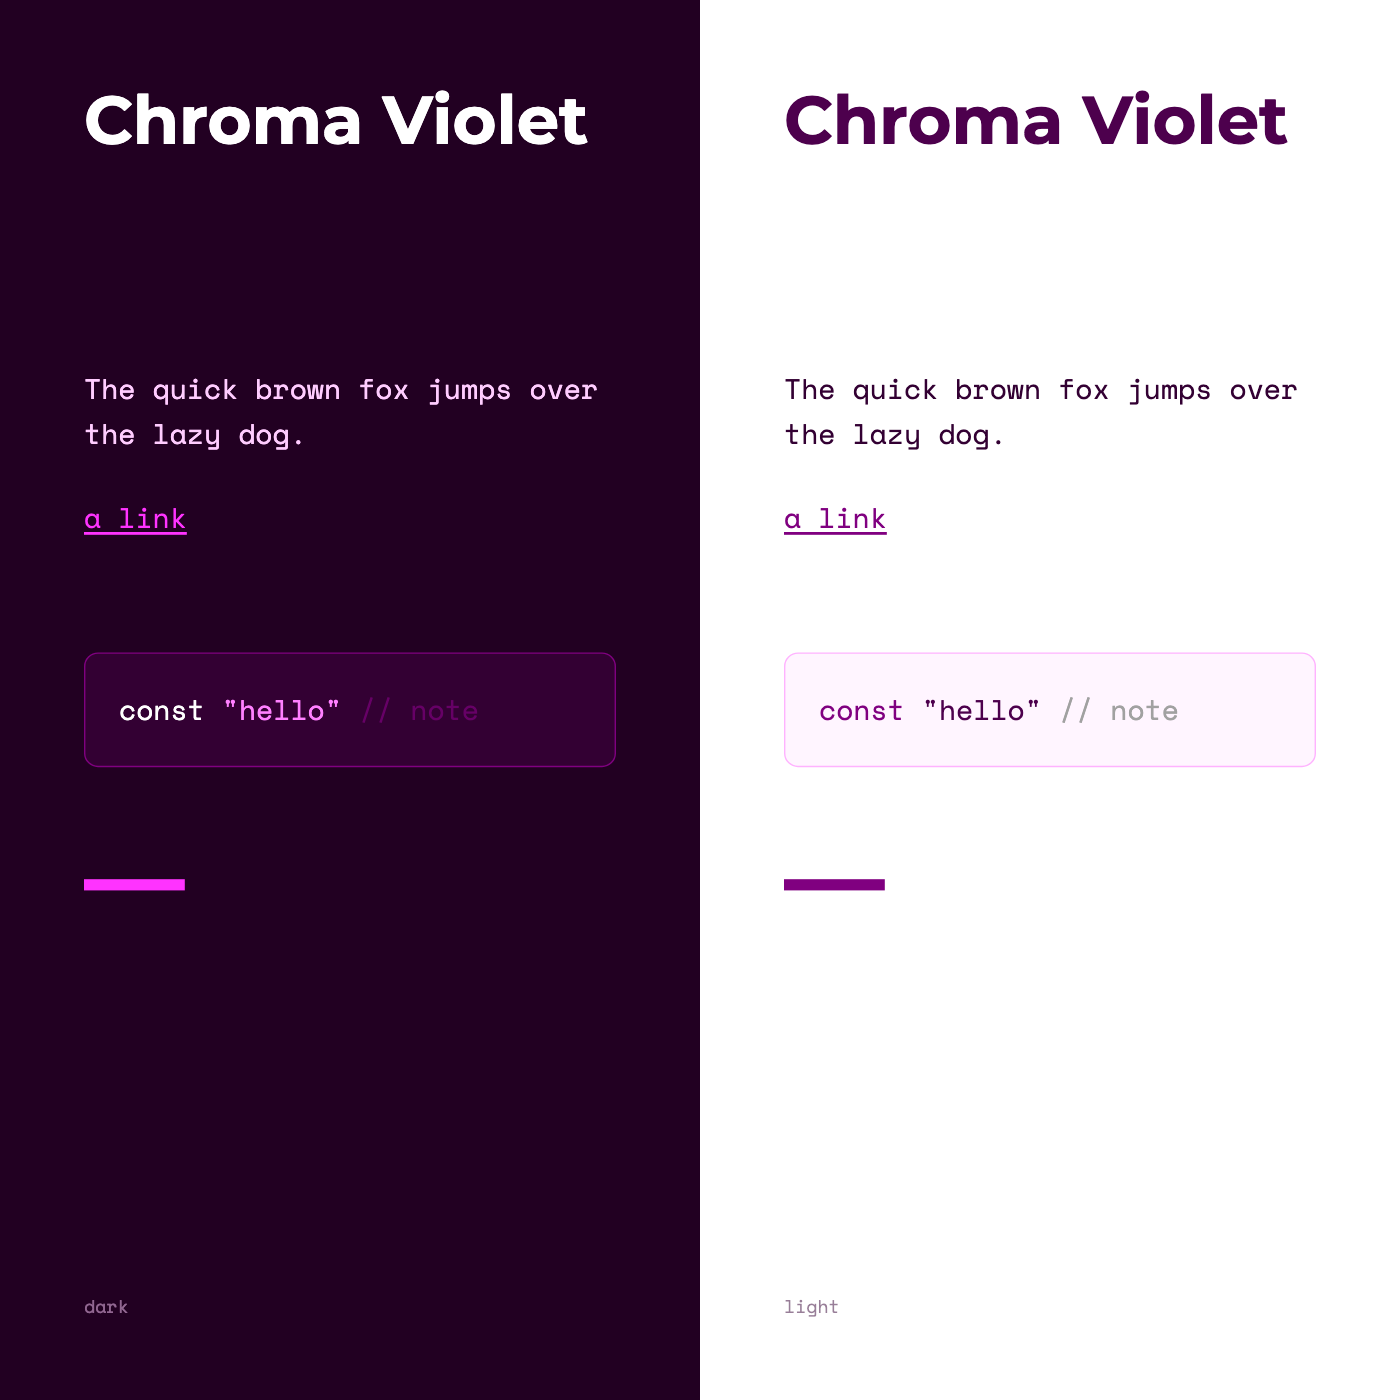 Chroma Violet
The quick brown fox jumps over
the lazy dog.
a link
const "hello" // note
dark
Chroma Violet
The quick brown fox jumps over
the lazy dog.
a link
const "hello" // note
light